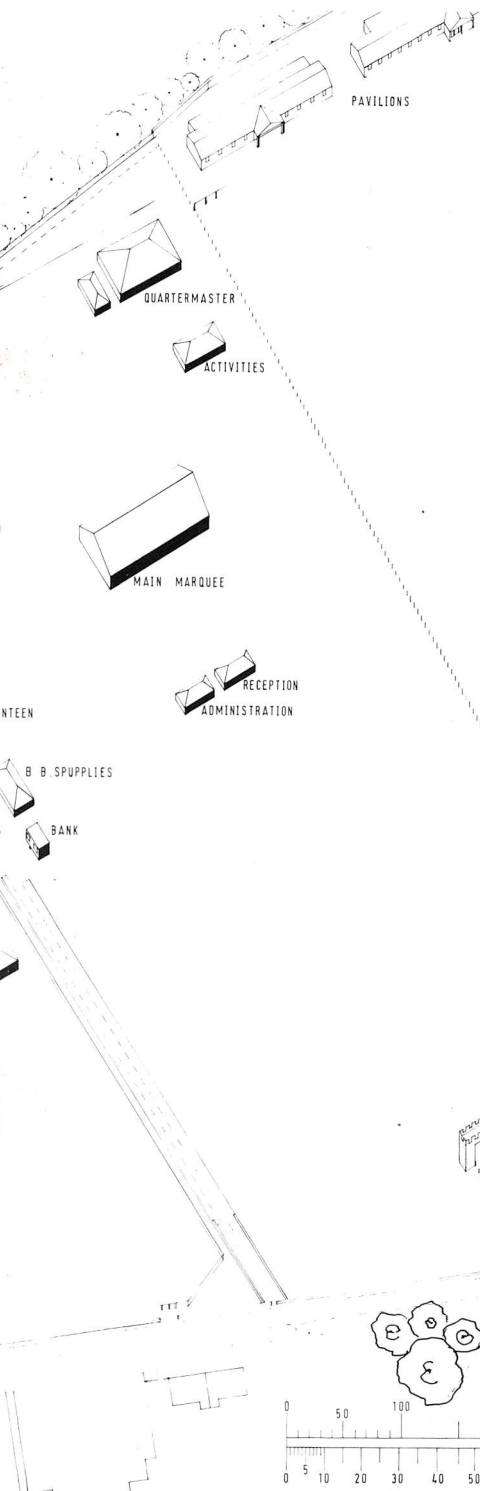 PAVILIONS
QUARTERMASTER
ACTIVITIES
MAIN MARQUEE
RECEPTION
NTEEN
ADMINISTRATION
B B.SPUPPLIES
BANK
0 50 100
0 5 10 20 30 40 50